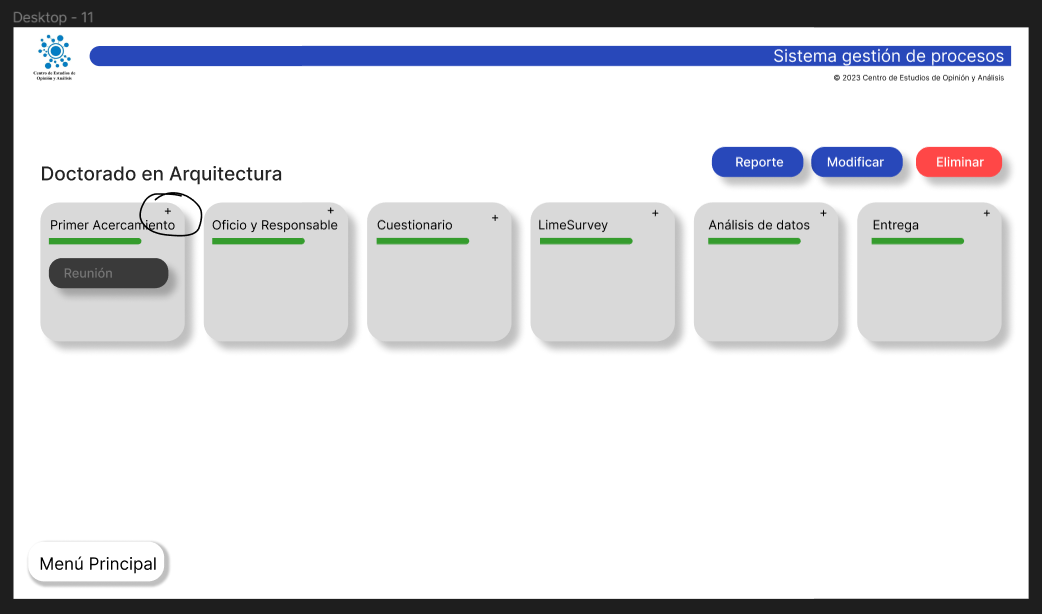 Desktop - 11
Centro de Estudios de
Opinión y Análisis
Sistema gestión de procesos
© 2023 Centro de Estudios de Opinión y Análisis
Doctorado en Arquitectura
Reporte
Modificar
Eliminar
+
Primer Acercamiento
Reunión
+
Oficio y Responsable
+
Cuestionario
+
LimeSurvey
+
Análisis de datos
+
Entrega
Menú Principal